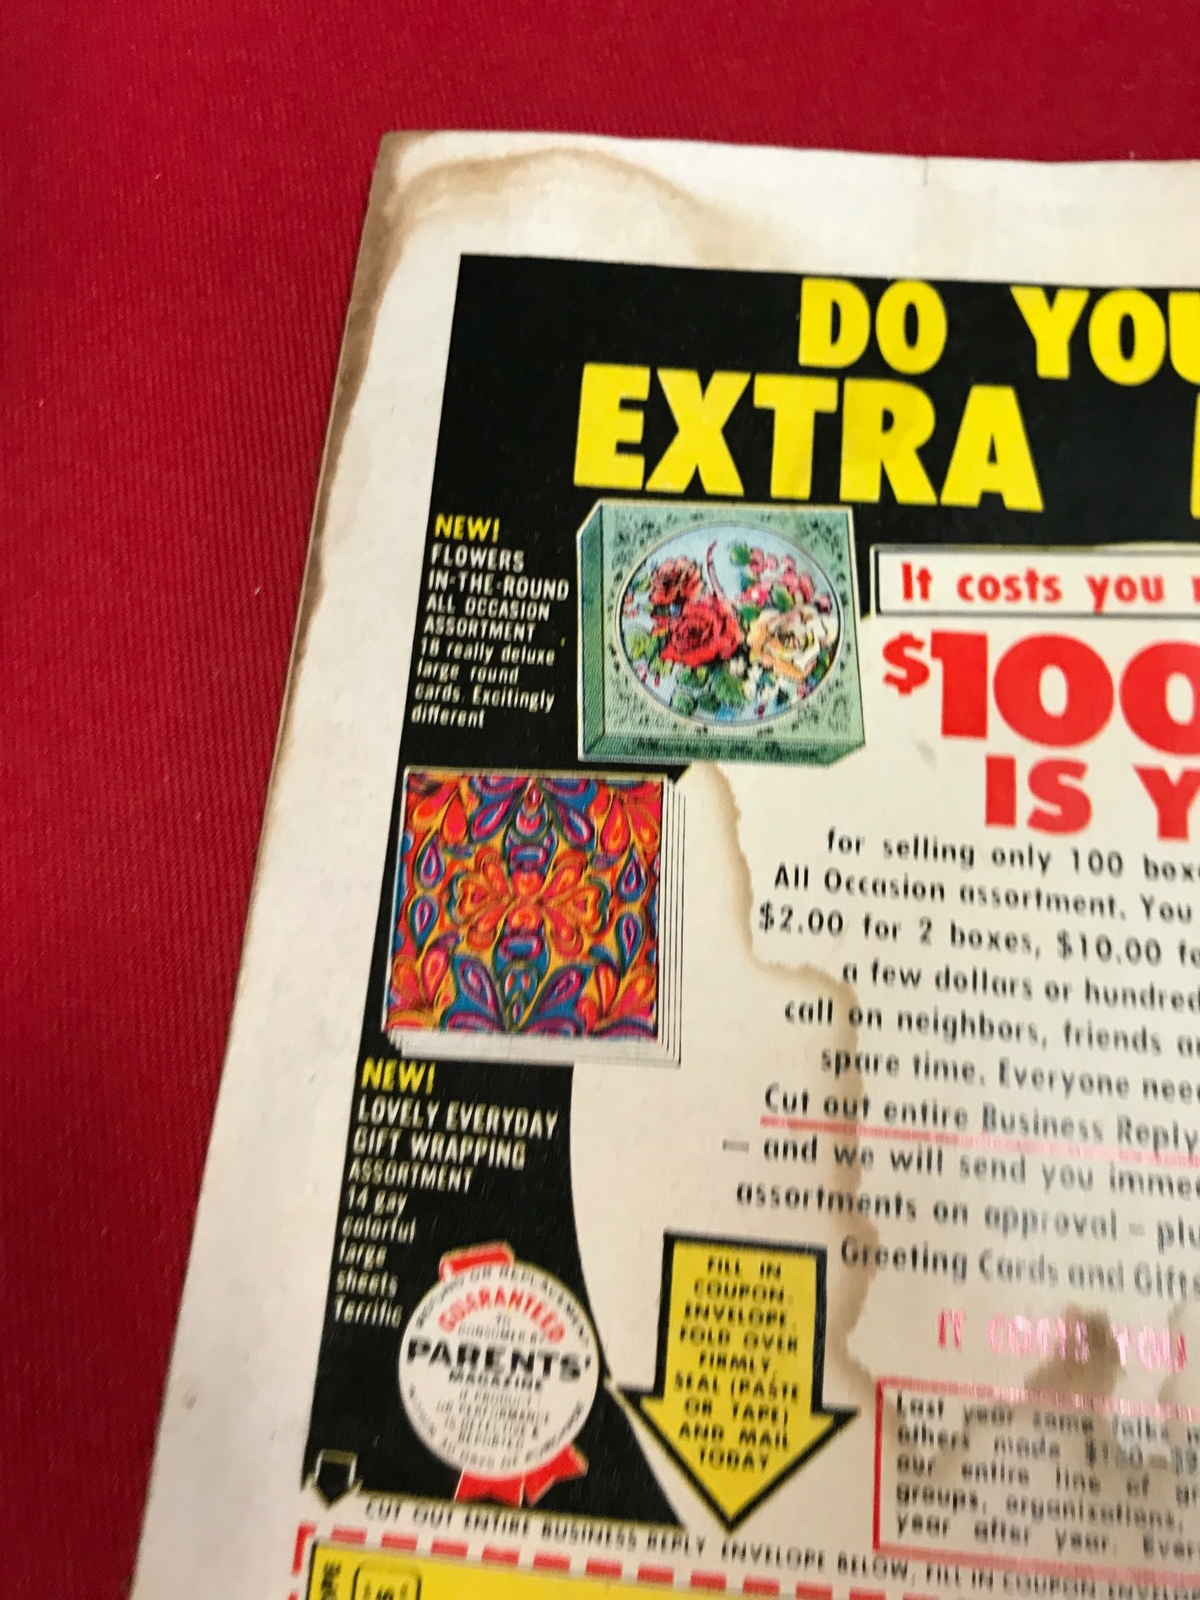 DO YOU
EXTRA
NEW!
FLOWERS
IN-THE-ROUND
ALL OCCASION
ASSORTMENT
18 really deluxe
large round
cards. Excitingly
different
It costs you
$100
IS Y
for selling only 100 box
All Occasion assortment. You
$2.00 for 2 boxes, $10.00 fo
a few dollars or hundred
call on neighbors, friends a
spare time. Everyone nee
Cut out entire Business Reply
— and we will send you imme
assortments on approval — plu
Greeting Cards and Gifts
IT COSTS YOU
NEW!
LOVELY EVERYDAY
GIFT WRAPPING
ASSORTMENT
14 gay
colorful
large
sheets
Terrific
GUARANTEED
PARENTS'
MAGAZINE
FILL IN
COUPON.
ENVELOPE.
FOLD OVER
FIRMLY,
SEAL (PASTE
OR TAPE)
AND MAIL
TODAY
Last year some folks
others made
our entire line of
groups, organizations,
year after year. Ever
CUT OUT ENTIRE BUSINESS REPLY ENVELOPE BELOW, FILL IN COUPON